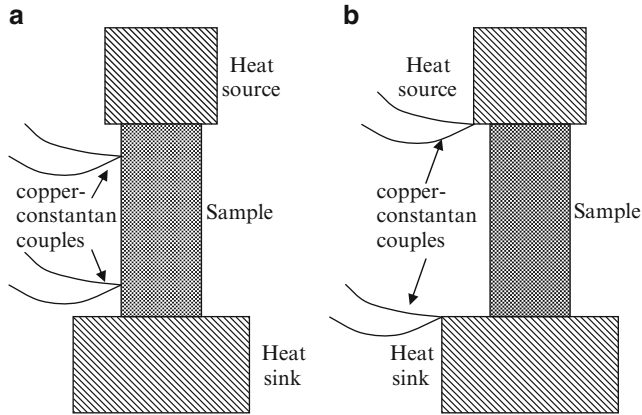 a
Heat
source
copper-
constantan
couples
Sample
Heat
sink
b
Heat
source
copper-
constantan
couples
Sample
Heat
sink